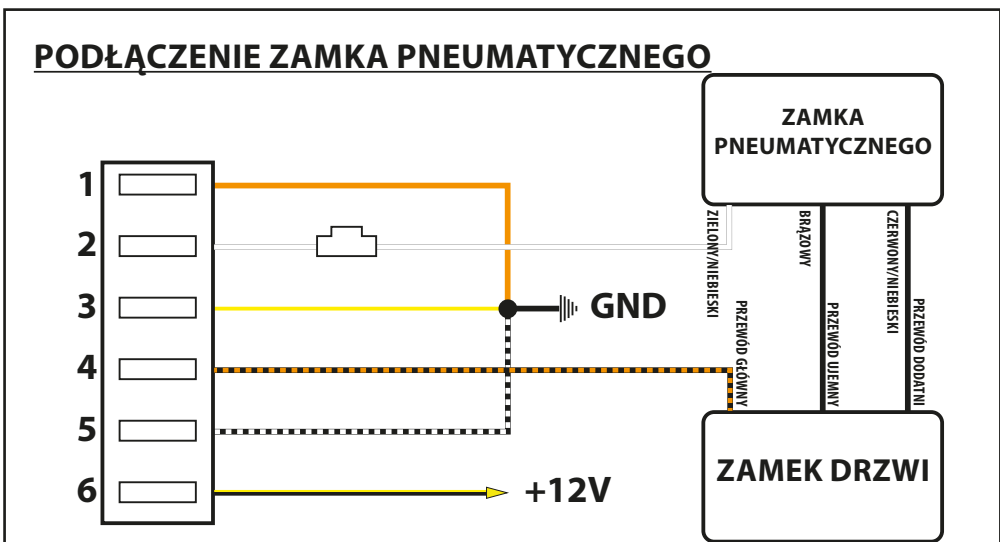 PODŁĄCZENIE ZAMKA PNEUMATYCZNEGO
ZAMKA
PNEUMATYCZNEGO
1
2
3
4
5
6
ZIELONY/NIEBIESKI
BRĄZOWY
CZERWONY/NIEBIESKI
GND
PRZEWÓD GŁÓWNY
PRZEWÓD UJEMNY
PRZEWÓD DODATNI
ZAMEK DRZWI
+12V